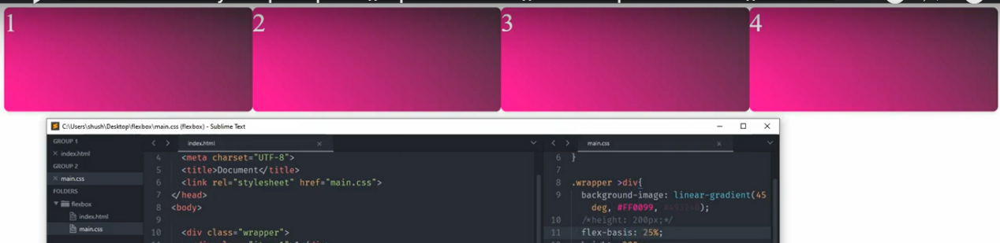 1 2 3 4
C:\Users\shush\Desktop\flexbox\main.css (flexbox) - Sublime Text
GROUP 1
index.html
GROUP 2
main.css
FOLDERS
flexbox
index.html
main.css
index.html
4 <meta charset="UTF-8">
5 <title>Document</title>
6 <link rel="stylesheet" href="main.css">
7 </head>
8 <body>
9
10 <div class="wrapper">
main.css
6 }
7
8 .wrapper >div{
9 background-image: linear-gradient(45
deg, #FF0099, );
10 /*height: 200px;*/
11 flex-basis: 25%;